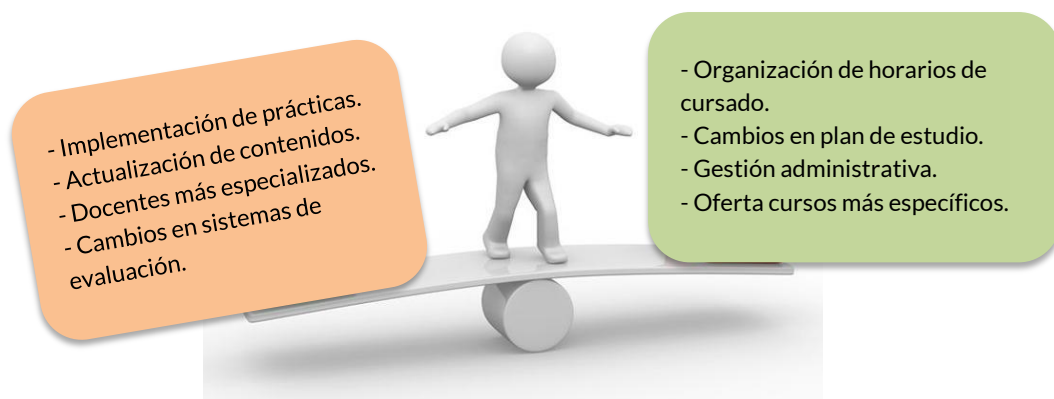 - Implementación de prácticas.
- Actualización de contenidos.
- Docentes más especializados.
- Cambios en sistemas de
evaluación.
- Organización de horarios de
cursado.
- Cambios en plan de estudio.
- Gestión administrativa.
- Oferta cursos más específicos.